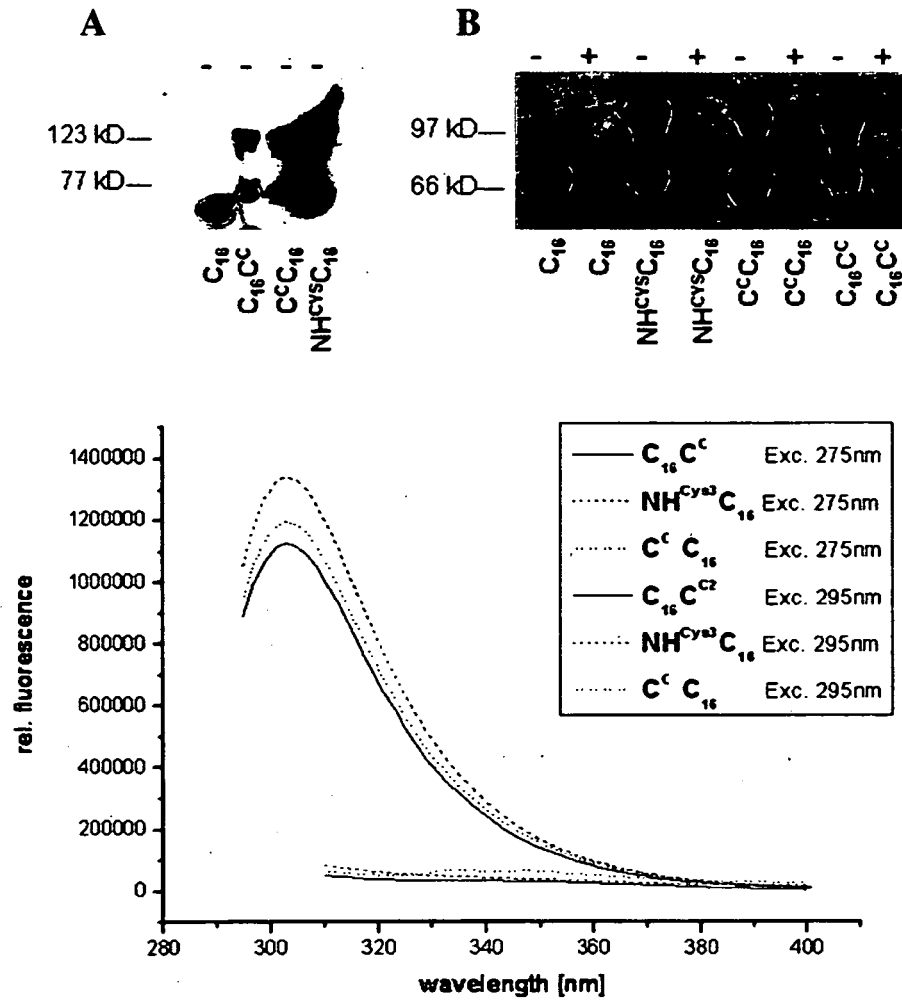 A
B
- - - -
- + - + - + - +
123 kD
77 kD
97 kD
66 kD
C16
C16CC
CCC16
NHCYSC16
C16
C16
NHCYSC16
NHCYSC16
CCC16
CCC16
C16CC
C16CC
rel. fluorescence
1400000
1200000
1000000
800000
600000
400000
200000
0
C16CC Exc. 275nm
NHCys3C16 Exc. 275nm
CC C16 Exc. 275nm
C16CC2 Exc. 295nm
NHCys3C16 Exc. 295nm
CC C16 Exc. 295nm
280 300 320 340 360 380 400
wavelength [nm]